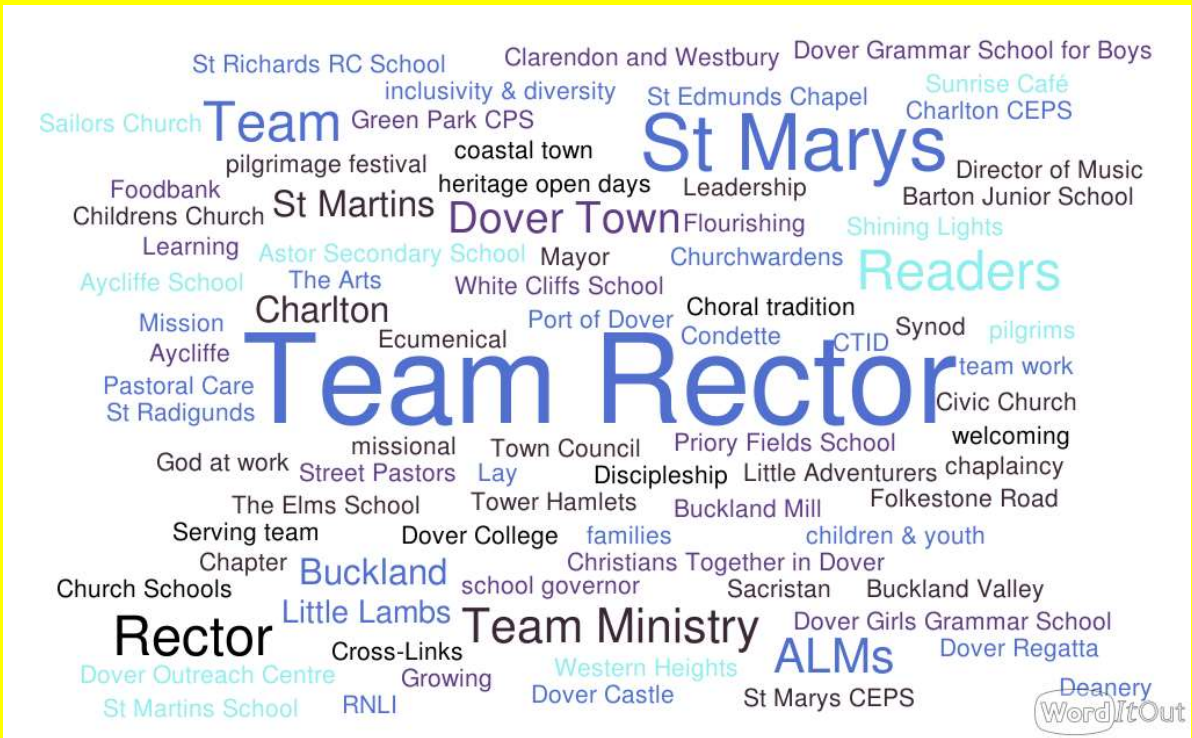 St Richards RC School
Clarendon and Westbury
Dover Grammar School for Boys
inclusivity & diversity
St Edmunds Chapel
Sunrise Café
Charlton CEPS
Sailors Church
Team
Green Park CPS
St Marys
coastal town
pilgrimage festival
Director of Music
Foodbank
heritage open days
Leadership
Barton Junior School
Childrens Church
St Martins
Dover Town
Flourishing
Shining Lights
Learning
Astor Secondary School
Mayor
Churchwardens
Readers
Aycliffe School
The Arts
White Cliffs School
Charlton
Choral tradition
Mission
Port of Dover
Condette
CTID
Synod
pilgrims
Aycliffe
Ecumenical
Team Rector
team work
Pastoral Care
St Radigunds
Civic Church
missional
Town Council
Priory Fields School
welcoming
God at work
Street Pastors
Lay
Discipleship
Little Adventurers
chaplaincy
The Elms School
Tower Hamlets
Buckland Mill
Folkestone Road
Serving team
Dover College
families
children & youth
Chapter
Buckland
Christians Together in Dover
Church Schools
school governor
Sacristan
Buckland Valley
Rector
Little Lambs
Team Ministry
Dover Girls Grammar School
Cross-Links
ALMs
Dover Regatta
Dover Outreach Centre
Growing
Western Heights
St Martins School
RNLI
Dover Castle
St Marys CEPS
Deanery
WordItOut